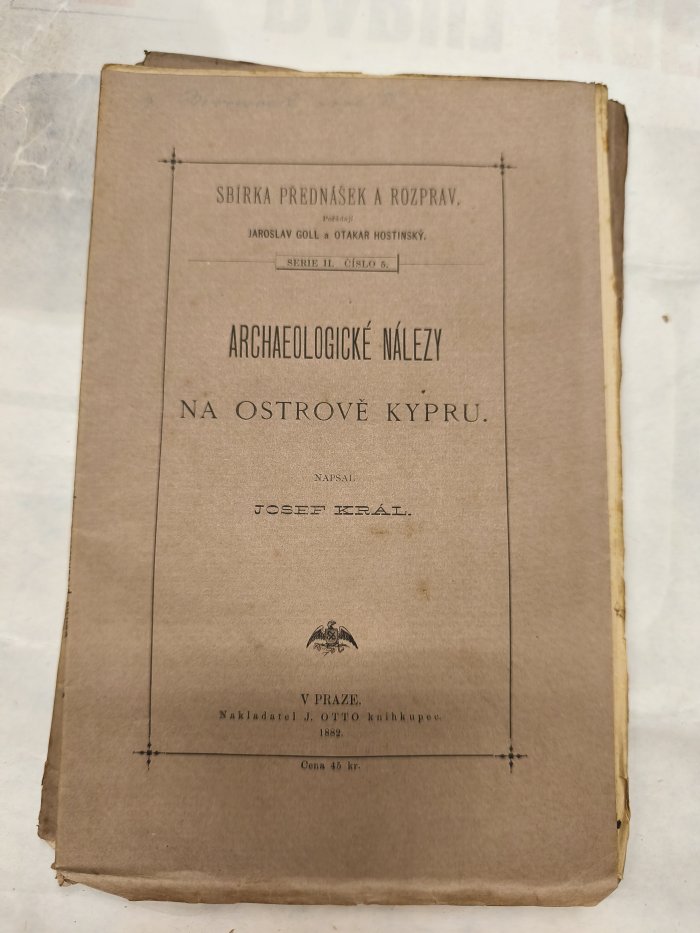 SBÍRKA PŘEDNÁŠEK A ROZPRAV.
Pořádají
JAROSLAV GOLL a OTAKAR HOSTINSKÝ.
SERIE II. ČÍSLO 5.
ARCHAEOLOGICKÉ NÁLEZY
NA OSTROVĚ KYPRU.
NAPSAL
JOSEF KRÁL.
V PRAZE.
Nakladatel J. OTTO knihkupec.
1882.
Cena 45 kr.